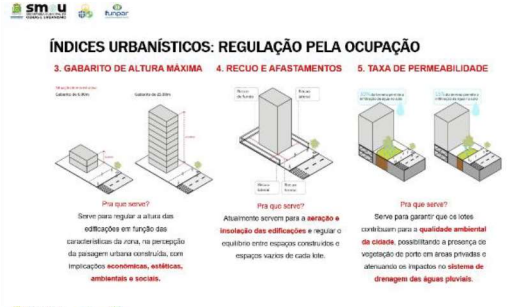 smou
funpar
ÍNDICES URBANÍSTICOS: REGULAÇÃO PELA OCUPAÇÃO
3. GABARITO DE ALTURA MÁXIMA
4. RECUO E AFASTAMENTOS
5. TAXA DE PERMEABILIDADE
Pra que serve?
Serve para regular a altura das
edificações em função das
características da zona, na percepção
da paisagem urbana construída, com
implicações econômicas, estéticas,
ambientais e sociais.
Pra que serve?
Atualmente servem para a aeração e
insolação das edificações e regular o
equilíbrio entre espaços construídos e
espaços vazios de cada lote.
Pra que serve?
Serve para garantir que os lotes
contribuam para a qualidade ambiental
da cidade, possibilitando a presença de
vegetação de porte em áreas privadas e
atenuando os impactos no sistema de
drenagem das águas pluviais.